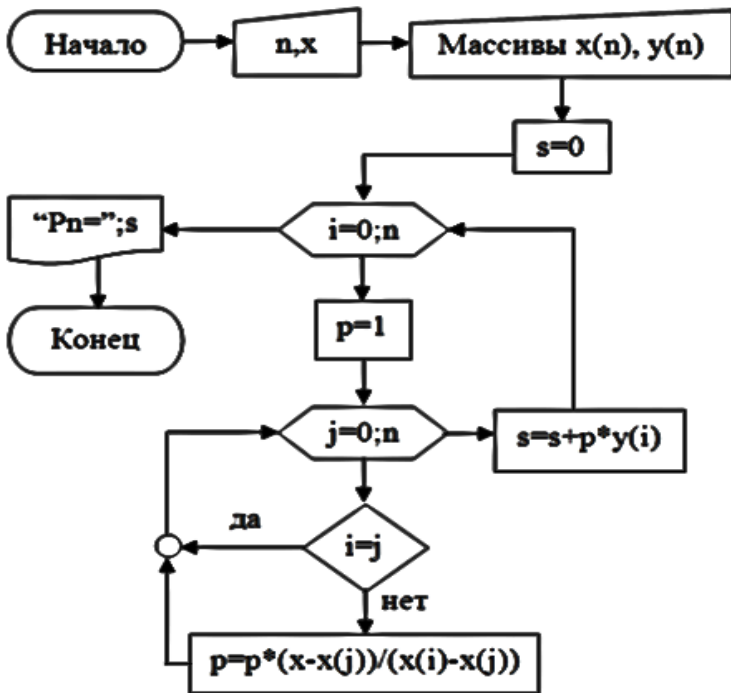 Начало
n,x
Массивы x(n), y(n)
s=0
“Pn=”;s
i=0;n
Конец
p=1
j=0;n
s=s+p*y(i)
да
i=j
нет
p=p*(x-x(j))/(x(i)-x(j))